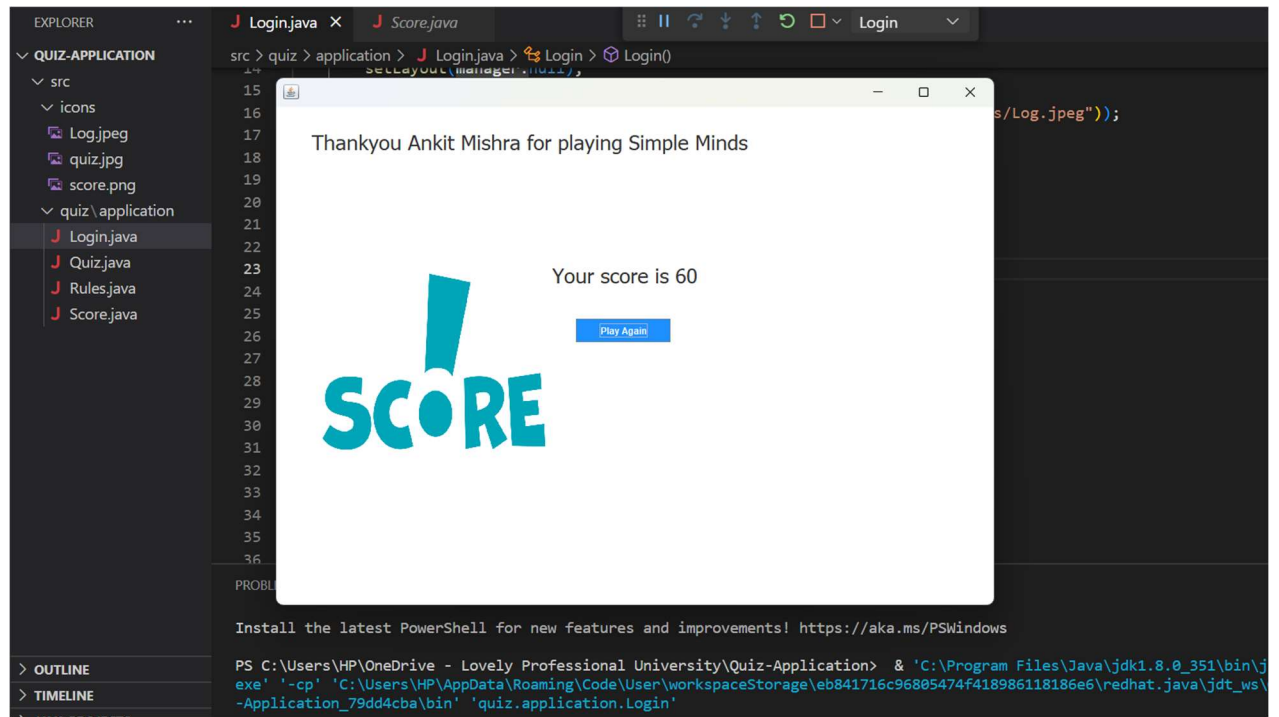 EXPLORER ...
QUIZ-APPLICATION
src
icons
Log.jpeg
quiz.jpg
score.png
quiz\application
J Login.java
J Quiz.java
J Rules.java
J Score.java
OUTLINE
TIMELINE
J Login.java J Score.java Login
src > quiz > application > J Login.java > Login > Login()
14 setLayout(manager:null);
15
16 s/Log.jpeg"));
17
18
19
20
21
22
23
24
25
26
27
28
29
30
31
32
33
34
35
36
Thankyou Ankit Mishra for playing Simple Minds
Your score is 60
Play Again
SCORE
PROBL
Install the latest PowerShell for new features and improvements! https://aka.ms/PSWindows
PS C:\Users\HP\OneDrive - Lovely Professional University\Quiz-Application> & 'C:\Program Files\Java\jdk1.8.0_351\bin\j
exe' '-cp' 'C:\Users\HP\AppData\Roaming\Code\User\workspaceStorage\eb841716c96805474f418986118186e6\redhat.java\jdt_ws\
-Application_79dd4cba\bin' 'quiz.application.Login'